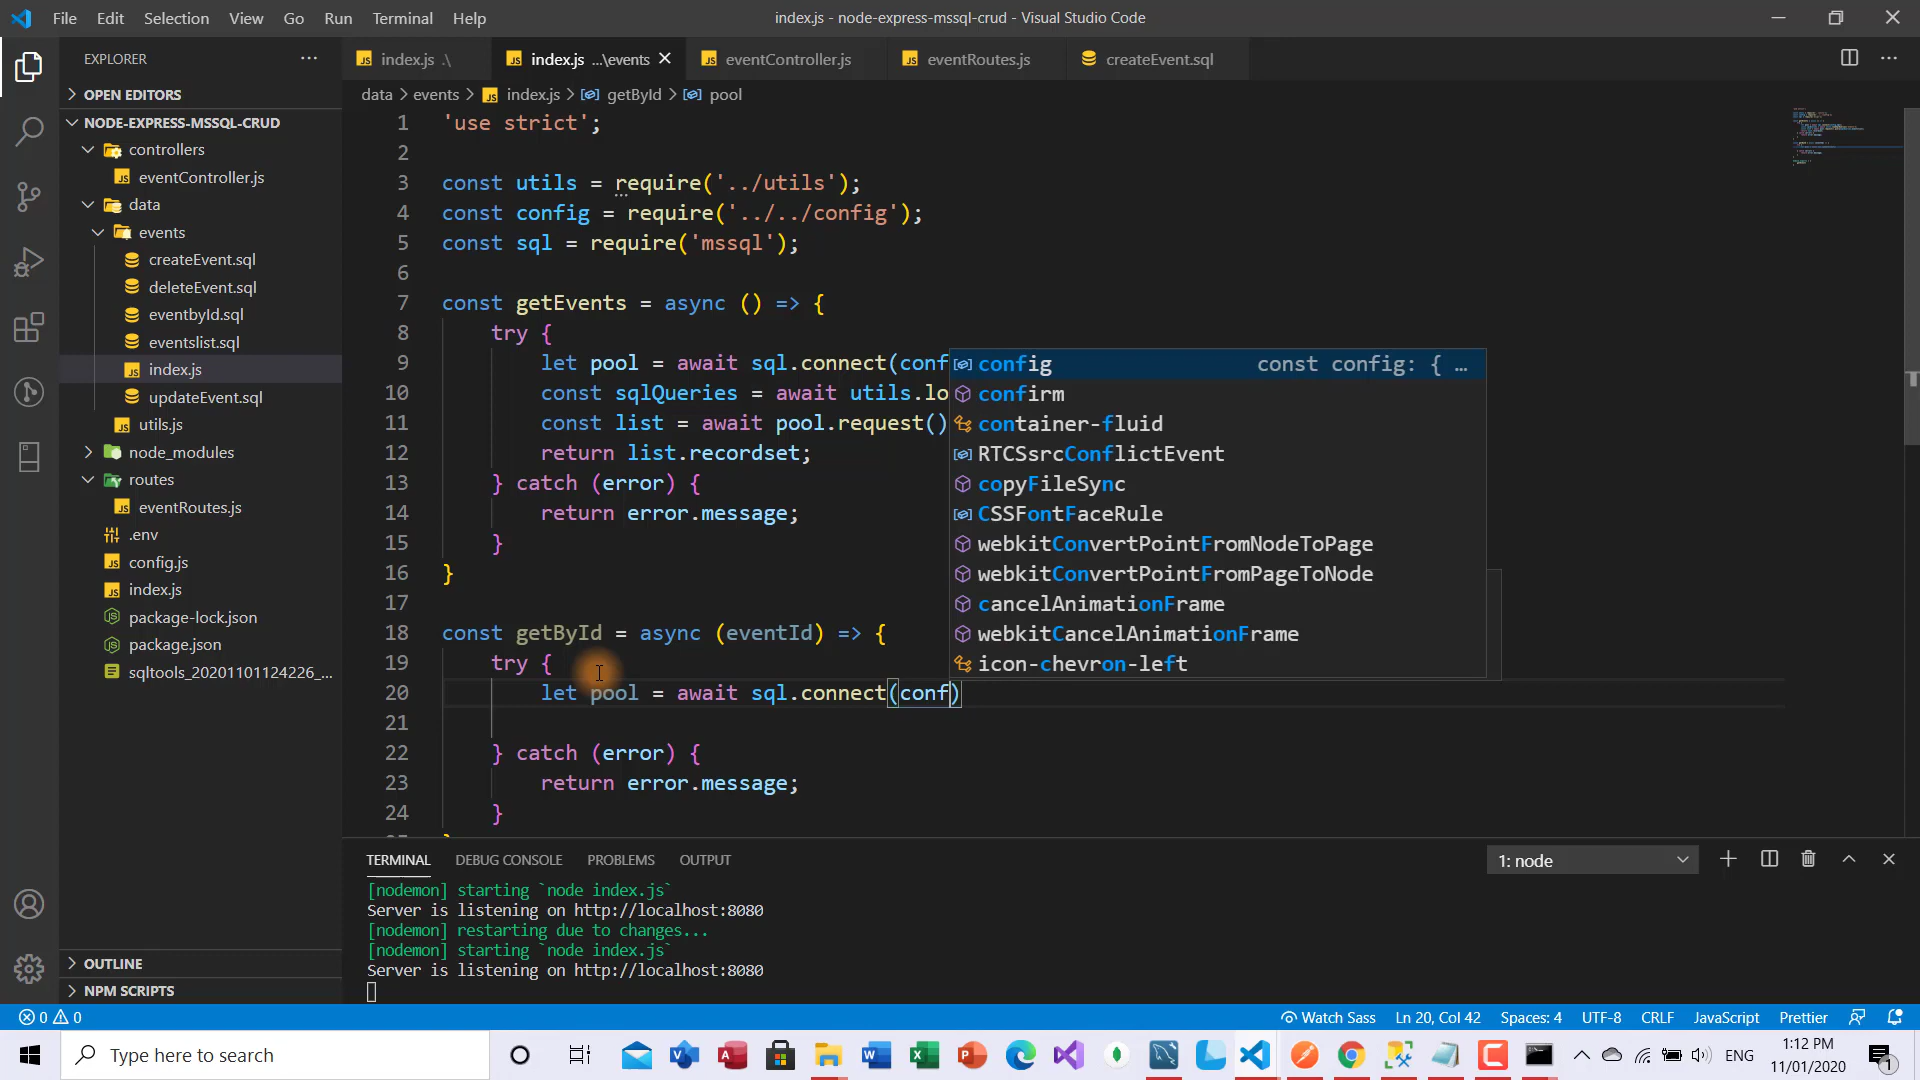 File Edit Selection View Go Run Terminal Help
index.js - node-express-mssql-crud - Visual Studio Code
EXPLORER
OPEN EDITORS
NODE-EXPRESS-MSSQL-CRUD
controllers
eventController.js
data
events
createEvent.sql
deleteEvent.sql
eventbyId.sql
eventslist.sql
index.js
updateEvent.sql
utils.js
node_modules
routes
eventRoutes.js
.env
config.js
index.js
package-lock.json
package.json
sqltools_20201101124226_...
OUTLINE
NPM SCRIPTS
index.js .\ index.js ...\events eventController.js eventRoutes.js createEvent.sql
data > events > index.js > getById > pool
1 'use strict';
2
3 const utils = require('../utils');
4 const config = require('../../config');
5 const sql = require('mssql');
6
7 const getEvents = async () => {
8 try {
9 let pool = await sql.connect(conf
10 const sqlQueries = await utils.lo
11 const list = await pool.request()
12 return list.recordset;
13 } catch (error) {
14 return error.message;
15 }
16 }
17
18 const getById = async (eventId) => {
19 try {
20 let pool = await sql.connect(conf)
21
22 } catch (error) {
23 return error.message;
24 }
config const config: { ...
confirm
container-fluid
RTCSsrcConflictEvent
copyFileSync
CSSFontFaceRule
webkitConvertPointFromNodeToPage
webkitConvertPointFromPageToNode
cancelAnimationFrame
webkitCancelAnimationFrame
icon-chevron-left
TERMINAL DEBUG CONSOLE PROBLEMS OUTPUT 1: node
[nodemon] starting `node index.js`
Server is listening on http://localhost:8080
[nodemon] restarting due to changes...
[nodemon] starting `node index.js`
Server is listening on http://localhost:8080
0 0 Watch Sass Ln 20, Col 42 Spaces: 4 UTF-8 CRLF JavaScript Prettier
Type here to search
ENG
1:12 PM
11/01/2020
1